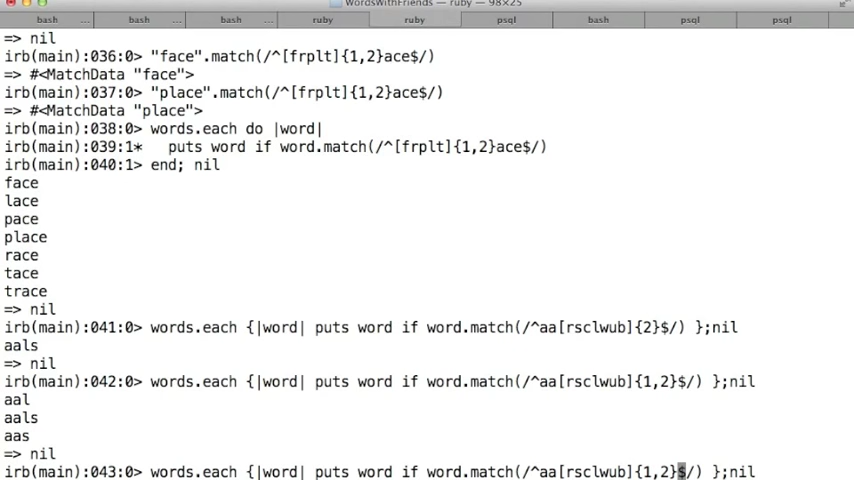 WordsWithFriends — ruby — 98×25
bash ... bash ... bash ... ruby ruby psql bash psql psql
=> nil
irb(main):036:0> "face".match(/^[frplt]{1,2}ace$/)
=> #<MatchData "face">
irb(main):037:0> "place".match(/^[frplt]{1,2}ace$/)
=> #<MatchData "place">
irb(main):038:0> words.each do |word|
irb(main):039:1* puts word if word.match(/^[frplt]{1,2}ace$/)
irb(main):040:1> end; nil
face
lace
pace
place
race
tace
trace
=> nil
irb(main):041:0> words.each {|word| puts word if word.match(/^aa[rsclwub]{2}$/) };nil
aals
=> nil
irb(main):042:0> words.each {|word| puts word if word.match(/^aa[rsclwub]{1,2}$/) };nil
aal
aals
aas
=> nil
irb(main):043:0> words.each {|word| puts word if word.match(/^aa[rsclwub]{1,2}$/) };nil